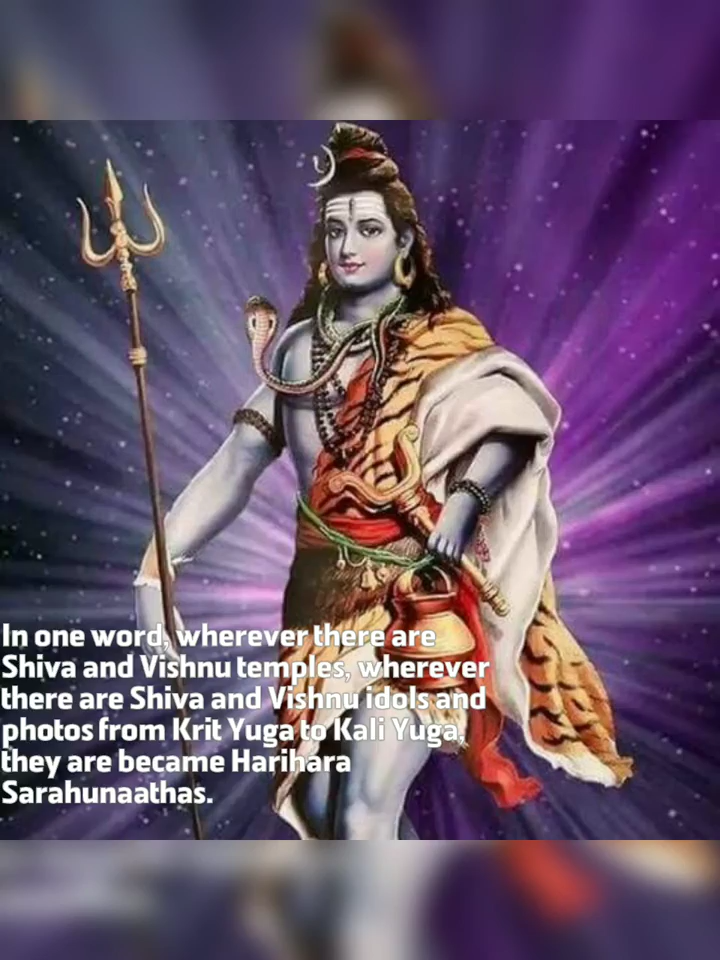 In one word, wherever there are
Shiva and Vishnu temples, wherever
there are Shiva and Vishnu idols and
photos from Krit Yuga to Kali Yuga,
they are became Harihara
Sarahunaathas.